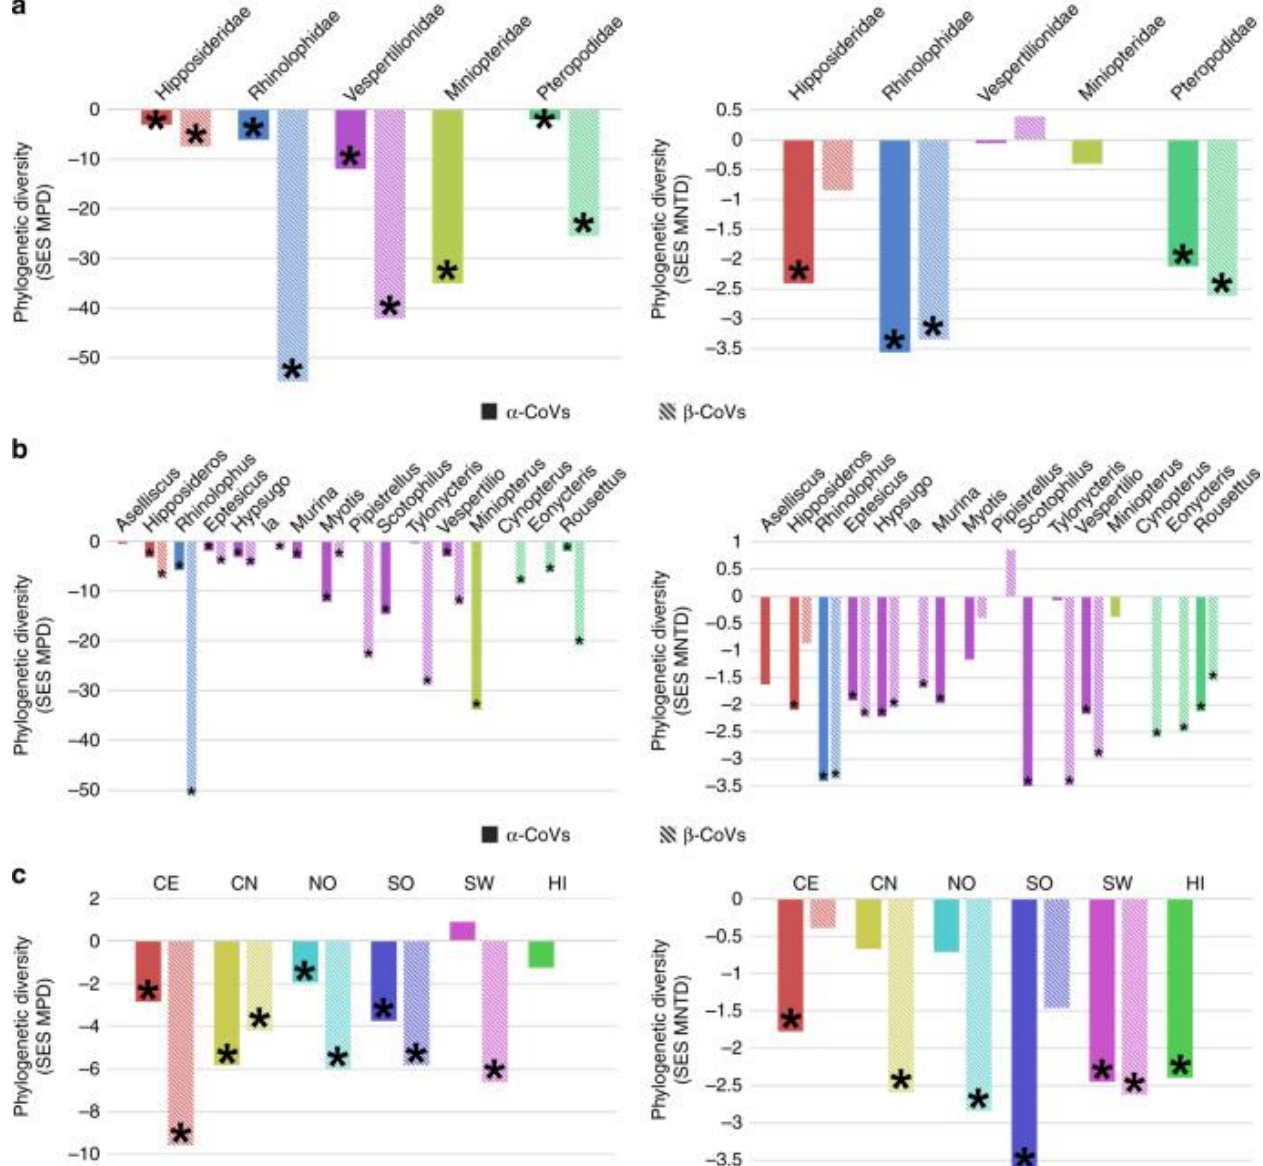 a
Hipposideridae
Rhinolophidae
Vespertilionidae
Miniopteridae
Pteropodidae
Phylogenetic diversity
(SES MPD)
0
–10
–20
–30
–40
–50
Hipposideridae
Rhinolophidae
Vespertilionidae
Miniopteridae
Pteropodidae
Phylogenetic diversity
(SES MNTD)
0.5
0
–0.5
–1
–1.5
–2
–2.5
–3
–3.5
α-CoVs
β-CoVs
b
Aselliscus
Hipposideros
Rhinolophus
Eptesicus
Hypsugo
Ia
Murina
Myotis
Pipistrellus
Scotophilus
Tylonycteris
Vespertilio
Miniopterus
Cynopterus
Eonycteris
Rousettus
Phylogenetic diversity
(SES MPD)
0
–10
–20
–30
–40
–50
Aselliscus
Hipposideros
Rhinolophus
Eptesicus
Hypsugo
Ia
Murina
Myotis
Pipistrellus
Scotophilus
Tylonycteris
Vespertilio
Miniopterus
Cynopterus
Eonycteris
Rousettus
Phylogenetic diversity
(SES MNTD)
1
0.5
0
–0.5
–1
–1.5
–2
–2.5
–3
–3.5
α-CoVs
β-CoVs
c
CE CN NO SO SW HI
Phylogenetic diversity
(SES MPD)
2
0
–2
–4
–6
–8
–10
CE CN NO SO SW HI
Phylogenetic diversity
(SES MNTD)
0
–0.5
–1
–1.5
–2
–2.5
–3
–3.5